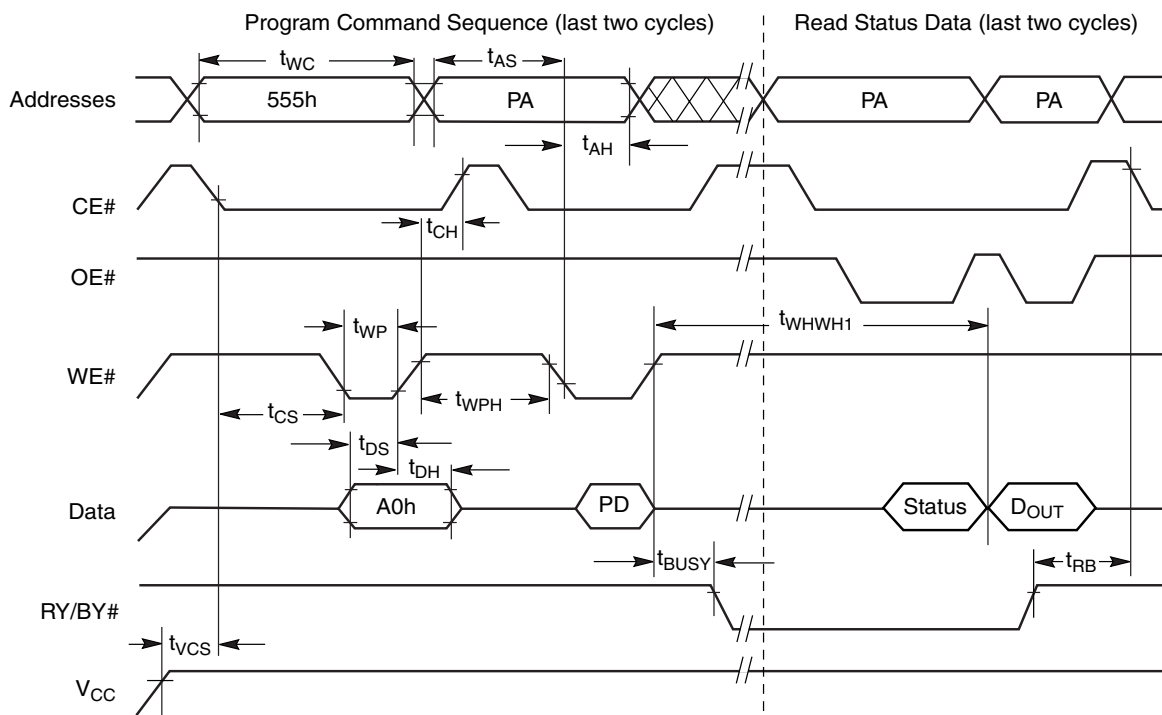 Program Command Sequence (last two cycles)
Read Status Data (last two cycles)
tWC
tAS
Addresses
555h
PA
PA
PA
tAH
CE#
tCH
OE#
tWP
tWHWH1
WE#
tCS
tWPH
tDS
tDH
Data
A0h
PD
Status
DOUT
tBUSY
tRB
RY/BY#
tVCS
VCC